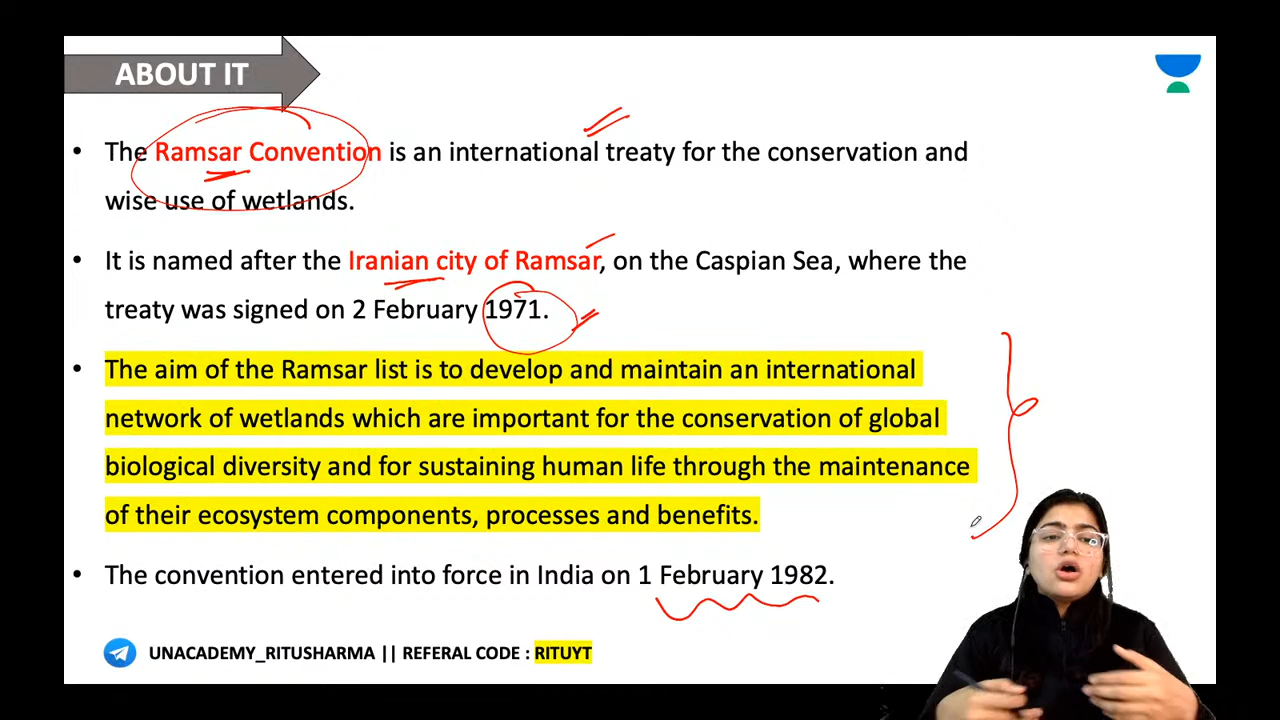 ABOUT IT
• The Ramsar Convention is an international treaty for the conservation and
wise use of wetlands.
• It is named after the Iranian city of Ramsar, on the Caspian Sea, where the
treaty was signed on 2 February 1971.
• The aim of the Ramsar list is to develop and maintain an international
network of wetlands which are important for the conservation of global
biological diversity and for sustaining human life through the maintenance
of their ecosystem components, processes and benefits.
• The convention entered into force in India on 1 February 1982.
UNACADEMY_RITUSHARMA || REFERAL CODE : RITUYT